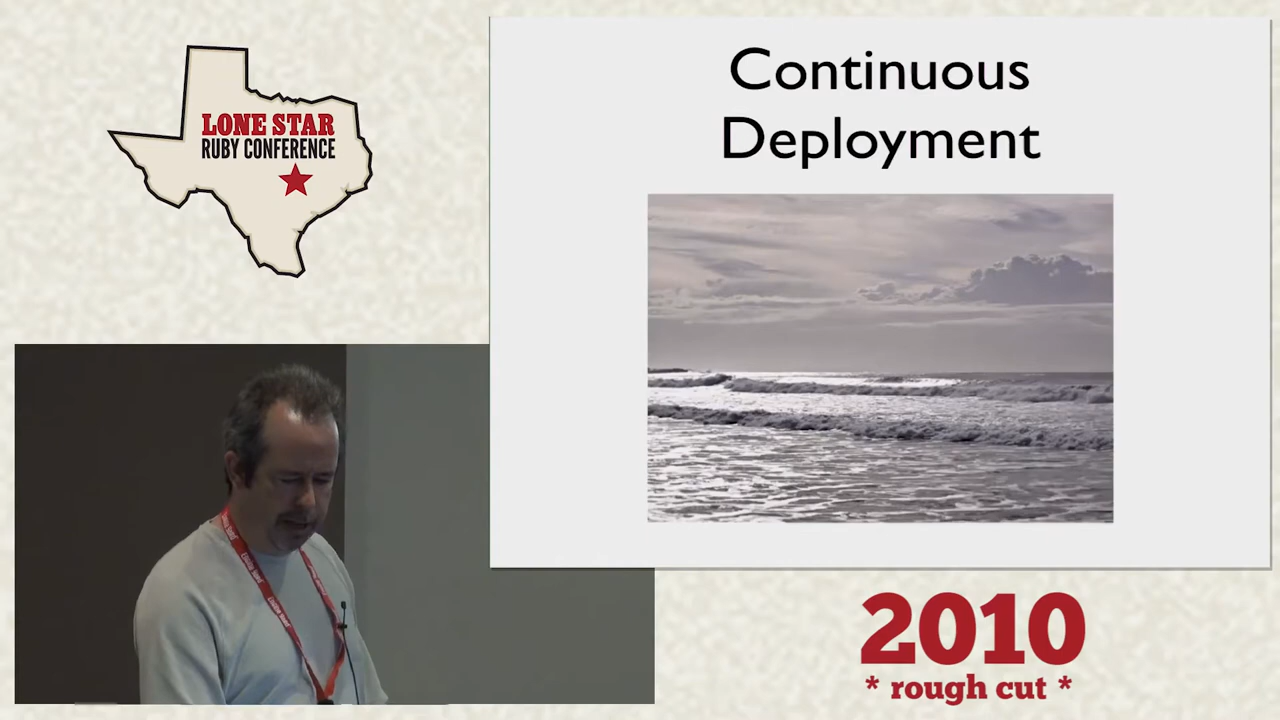 LONE STAR
RUBY CONFERENCE
Continuous
Deployment
2010
* rough cut *